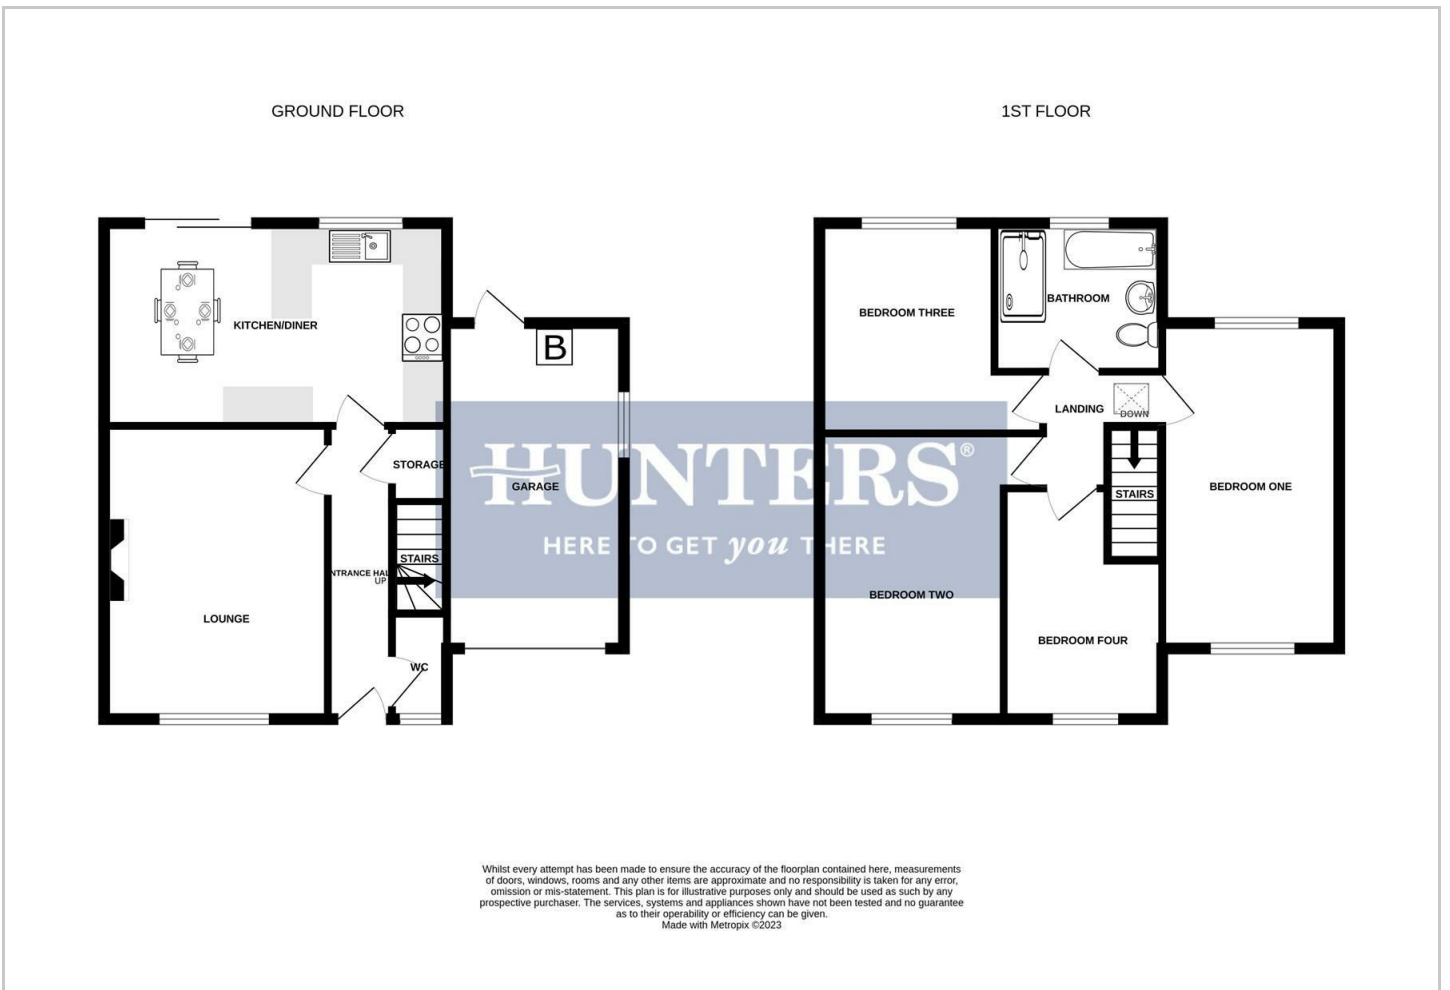 GROUND FLOOR
1ST FLOOR
KITCHEN/DINER
B
STORAGE
GARAGE
STAIRS
NTRANCE HAL
UP
LOUNGE
WC
BEDROOM THREE
BATHROOM
LANDING
DOWN
STAIRS
BEDROOM ONE
BEDROOM TWO
BEDROOM FOUR
HUNTERS®
HERE TO GET you THERE
Whilst every attempt has been made to ensure the accuracy of the floorplan contained here, measurements
of doors, windows, rooms and any other items are approximate and no responsibility is taken for any error,
omission or mis-statement. This plan is for illustrative purposes only and should be used as such by any
prospective purchaser. The services, systems and appliances shown have not been tested and no guarantee
as to their operability or efficiency can be given.
Made with Metropix ©2023